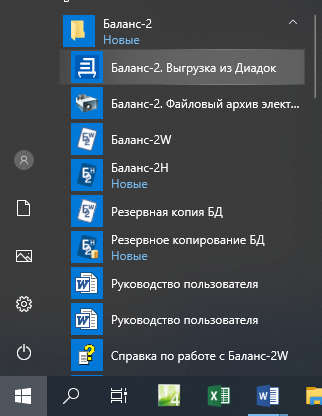 Баланс-2
Новые
Баланс-2. Выгрузка из Диадок
Баланс-2. Файловый архив элект...
Баланс-2W
Баланс-2Н
Новые
Резервная копия БД
Резервное копирование БД
Новые
Руководство пользователя
Руководство пользователя
Справка по работе с Баланс-2W